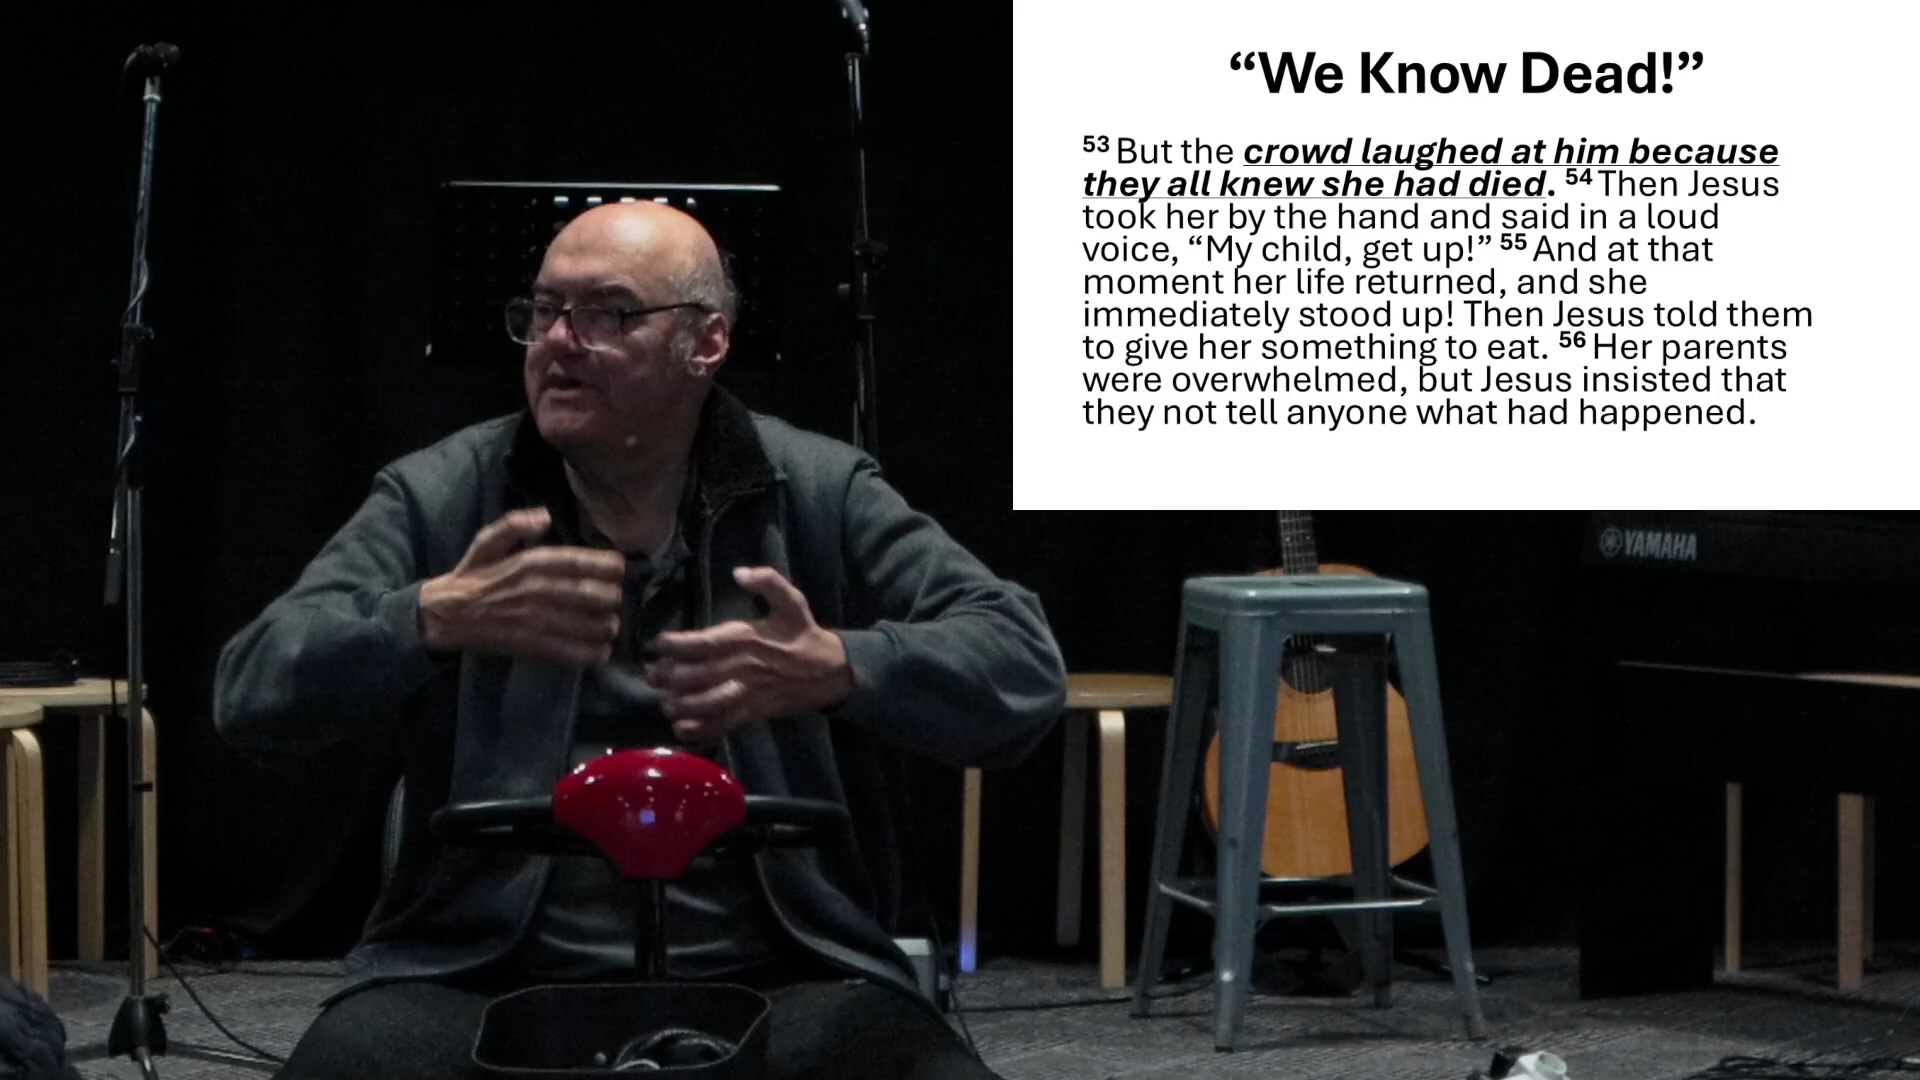 “We Know Dead!”
53 But the crowd laughed at him because
they all knew she had died. 54 Then Jesus
took her by the hand and said in a loud
voice, “My child, get up!” 55 And at that
moment her life returned, and she
immediately stood up! Then Jesus told them
to give her something to eat. 56 Her parents
were overwhelmed, but Jesus insisted that
they not tell anyone what had happened.
YAMAHA